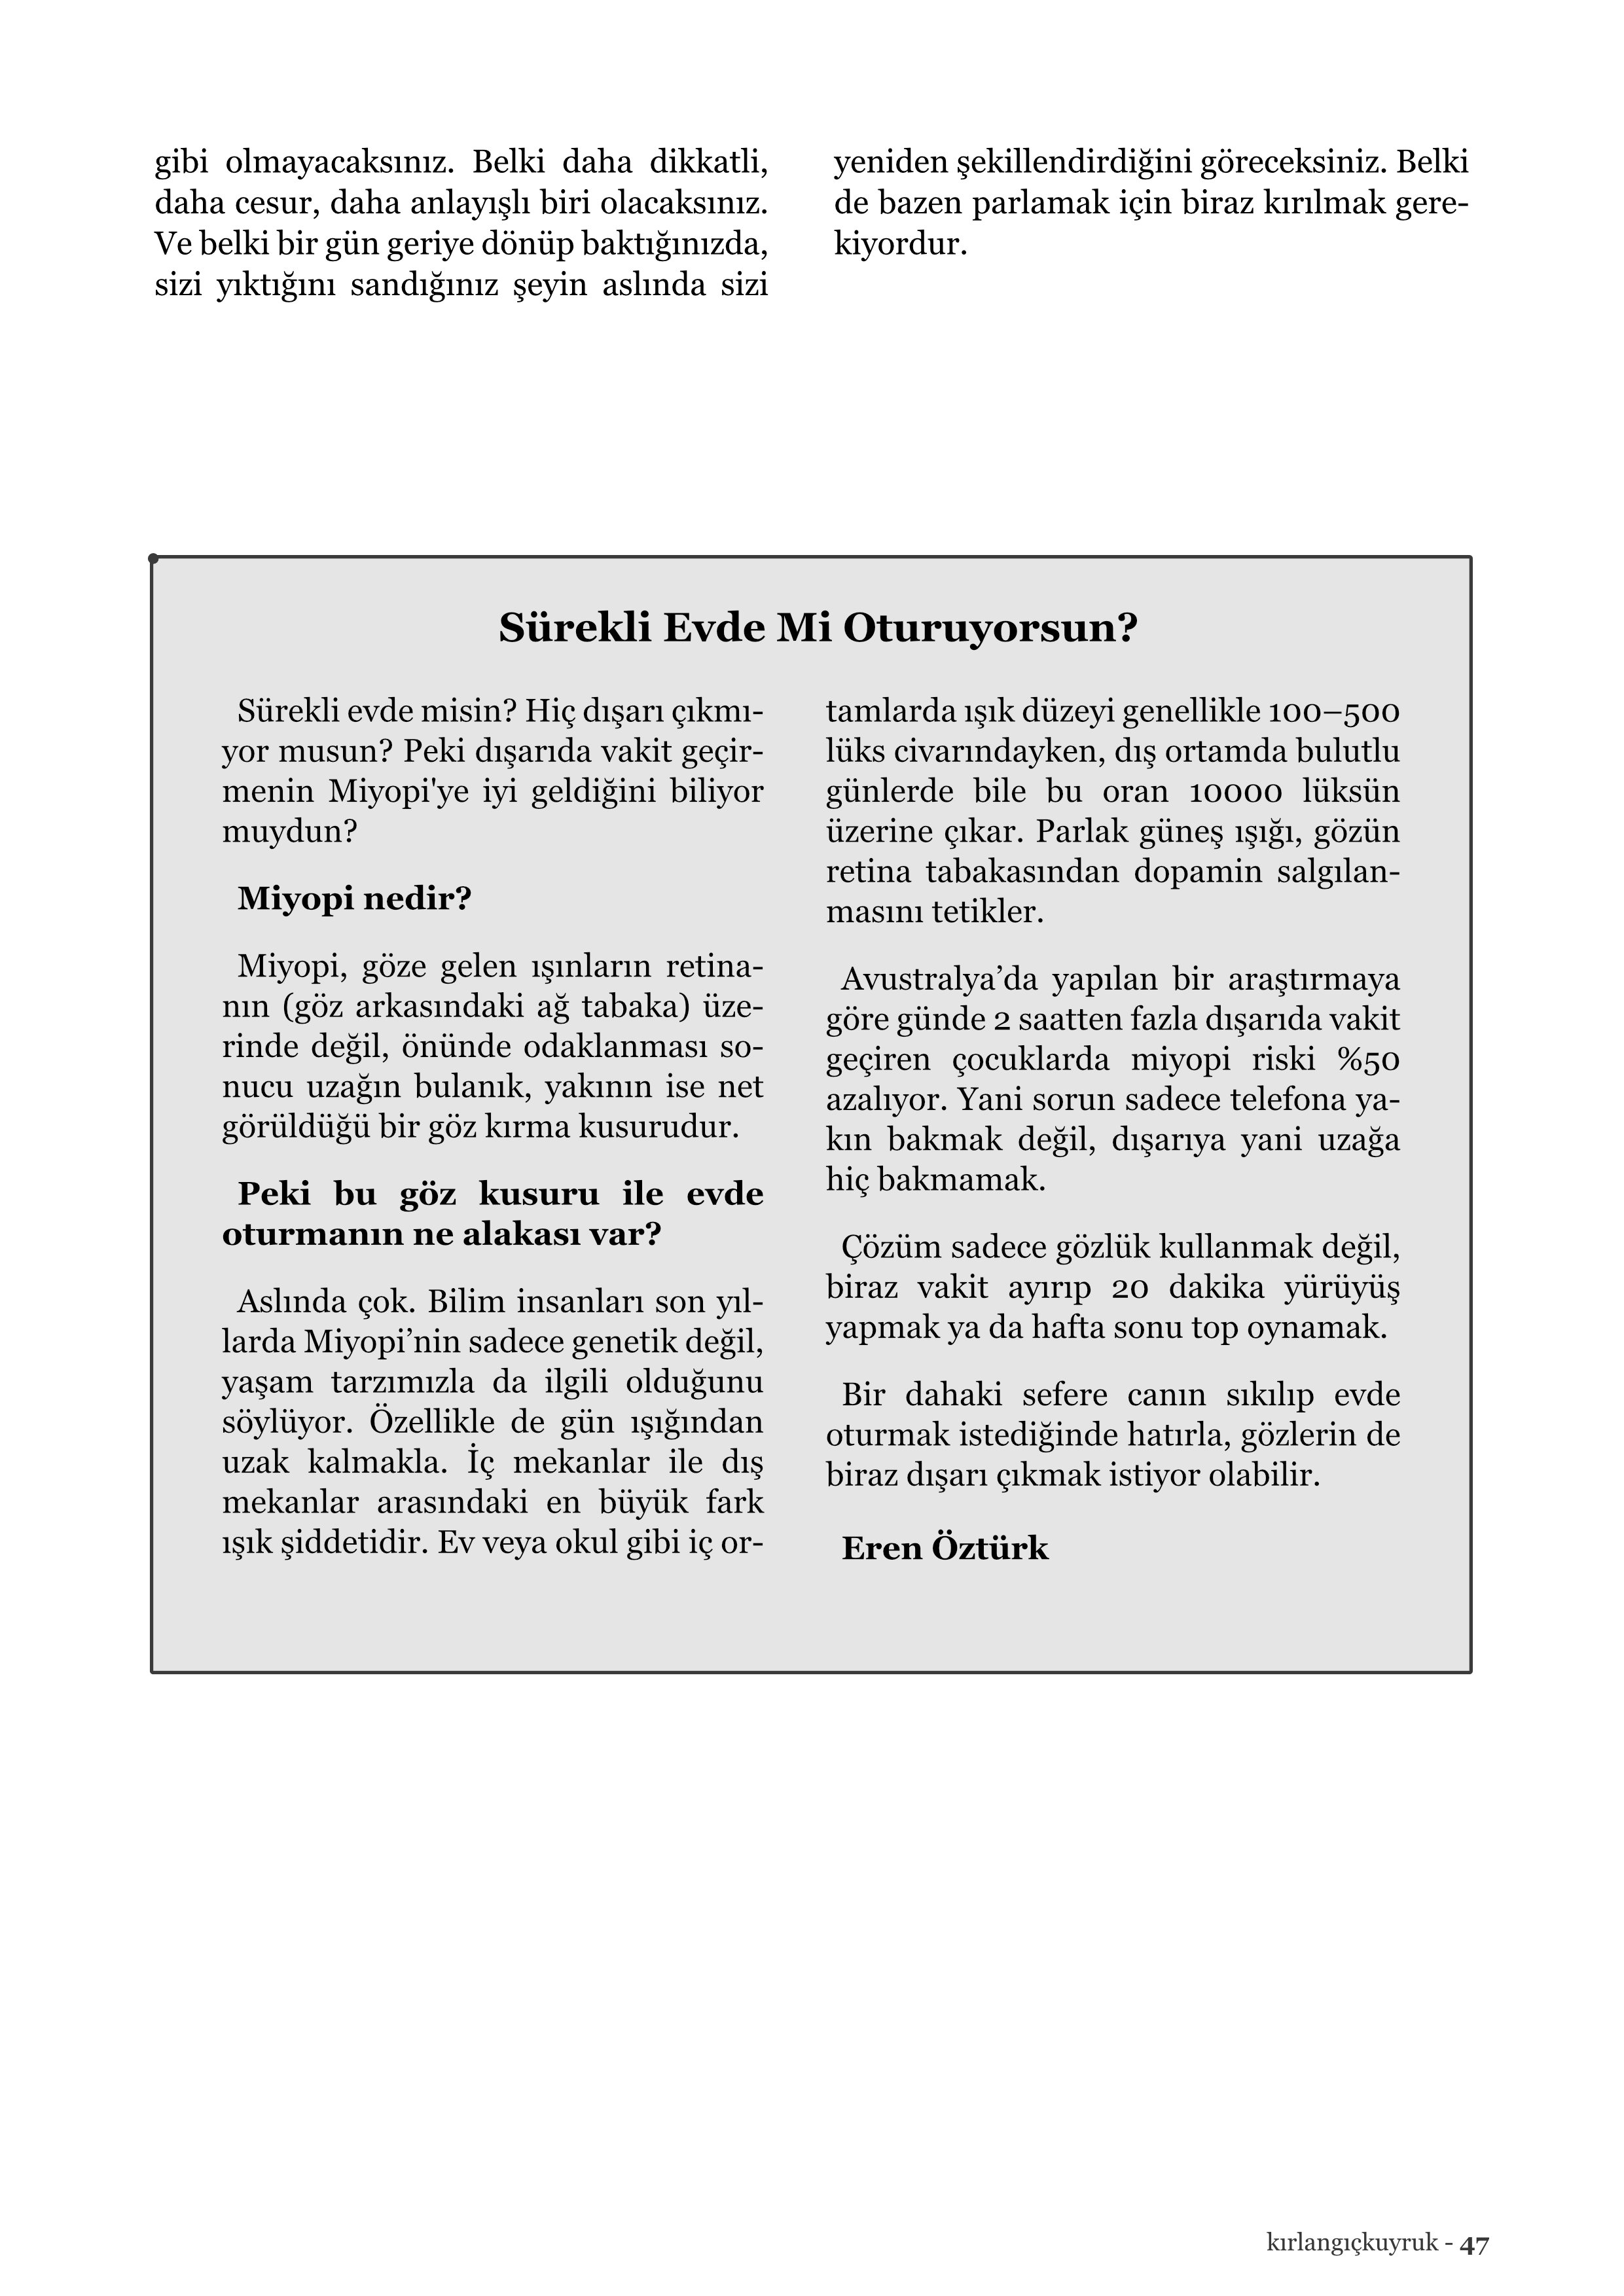 gibi olmayacaksınız. Belki daha dikkatli,
daha cesur, daha anlayışlı biri olacaksınız.
Ve belki bir gün geriye dönüp baktığınızda,
sizi yıktığını sandığınız şeyin aslında sizi
yeniden şekillendirdiğini göreceksiniz. Belki
de bazen parlamak için biraz kırılmak gere-
kiyordur.
Sürekli Evde Mi Oturuyorsun?
Sürekli evde misin? Hiç dışarı çıkmı-
yor musun? Peki dışarıda vakit geçir-
menin Miyopi'ye iyi geldiğini biliyor
muydun?
Miyopi nedir?
Miyopi, göze gelen ışınların retina-
nın (göz arkasındaki ağ tabaka) üze-
rinde değil, önünde odaklanması so-
nucu uzağın bulanık, yakının ise net
görüldüğü bir göz kırma kusurudur.
Peki bu göz kusuru ile evde
oturmanın ne alakası var?
Aslında çok. Bilim insanları son yıl-
larda Miyopi’nin sadece genetik değil,
yaşam tarzımızla da ilgili olduğunu
söylüyor. Özellikle de gün ışığından
uzak kalmakla. İç mekanlar ile dış
mekanlar arasındaki en büyük fark
ışık şiddetidir. Ev veya okul gibi iç or-
tamlarda ışık düzeyi genellikle 100–500
lüks civarındayken, dış ortamda bulutlu
günlerde bile bu oran 10000 lüksün
üzerine çıkar. Parlak güneş ışığı, gözün
retina tabakasından dopamin salgılan-
masını tetikler.
Avustralya’da yapılan bir araştırmaya
göre günde 2 saatten fazla dışarıda vakit
geçiren çocuklarda miyopi riski %50
azalıyor. Yani sorun sadece telefona ya-
kın bakmak değil, dışarıya yani uzağa
hiç bakmamak.
Çözüm sadece gözlük kullanmak değil,
biraz vakit ayırıp 20 dakika yürüyüş
yapmak ya da hafta sonu top oynamak.
Bir dahaki sefere canın sıkılıp evde
oturmak istediğinde hatırla, gözlerin de
biraz dışarı çıkmak istiyor olabilir.
Eren Öztürk
kırlangıçkuyruk - 47